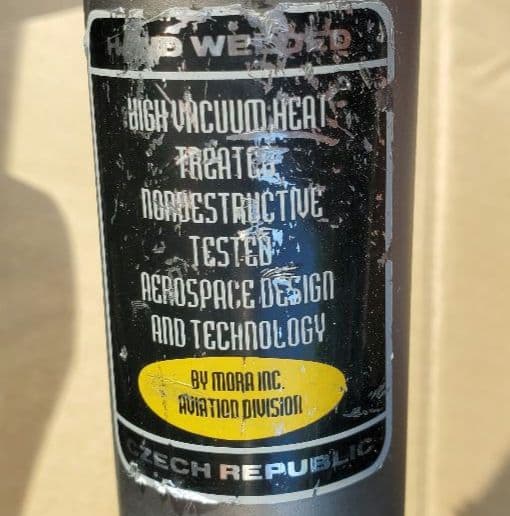 HAND WELDED
HIGH VACUUM HEAT
TREATED
NONDESTRUCTIVE
TESTED
AEROSPACE DESIGN
AND TECHNOLOGY
BY MORA INC.
AVIATION DIVISION
CZECH REPUBLIC